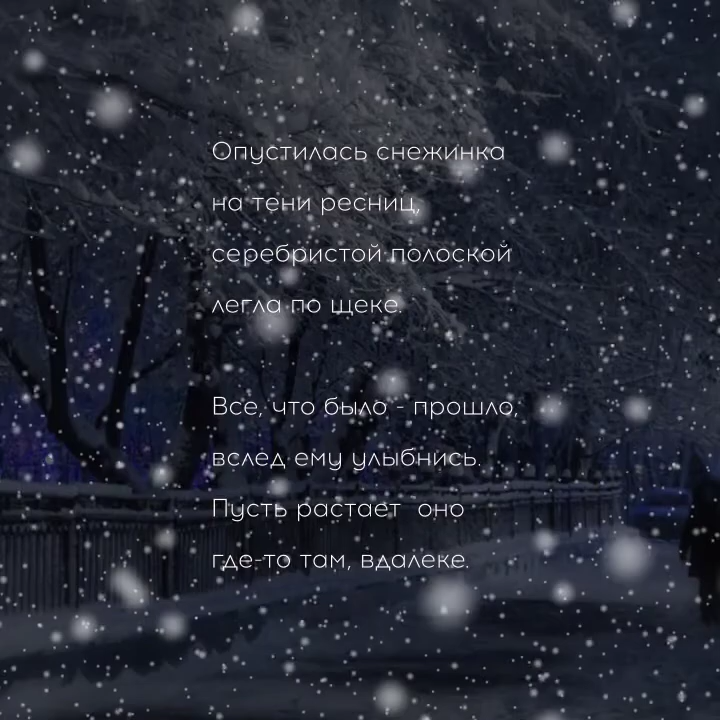 Опустилась снежинка
на тени ресниц,
серебристой полоской
легла по щеке.
Все, что было - прошло,
вслед ему улыбнись.
Пусть растает  оно
где-то там, вдалеке.